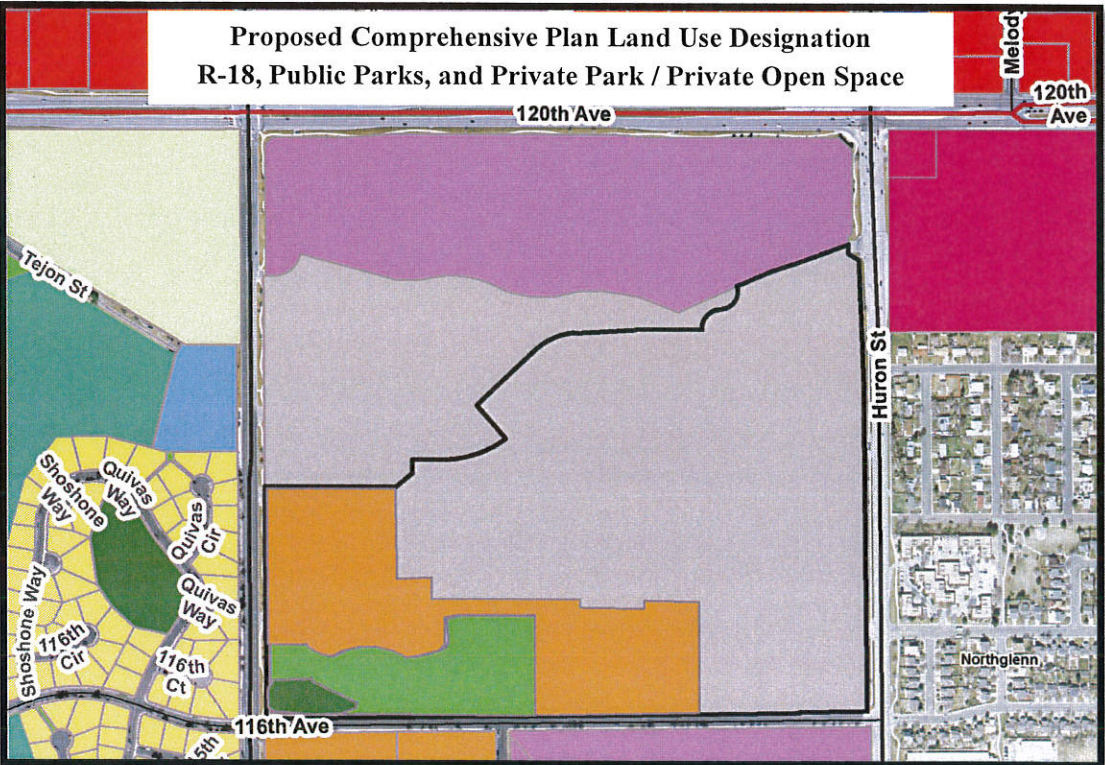 Proposed Comprehensive Plan Land Use Designation
R-18, Public Parks, and Private Park / Private Open Space
Melody
120th
Ave
120th Ave
Tejon St
Huron St
Shoshone
Way
Quivas
Way
Quivas
Cir
Quivas
Way
Shoshone Way
116th
Cir
116th
Ct
Northglenn
116th Ave
15th